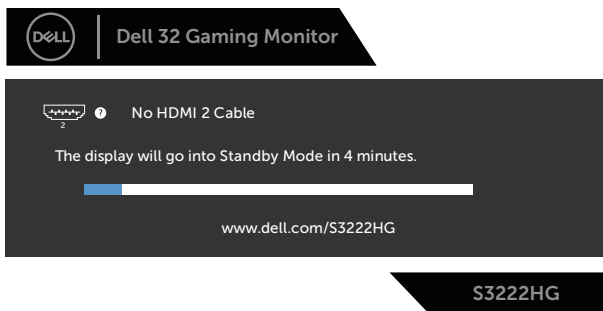 DELL
Dell 32 Gaming Monitor
? No HDMI 2 Cable
2
The display will go into Standby Mode in 4 minutes.
www.dell.com/S3222HG
S3222HG